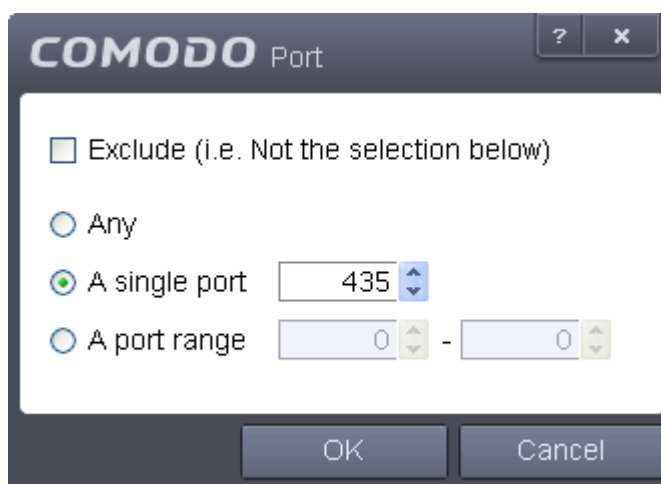 COMODO Port ? x
Exclude (i.e. Not the selection below)
Any
A single port 435
A port range 0 - 0
OK Cancel